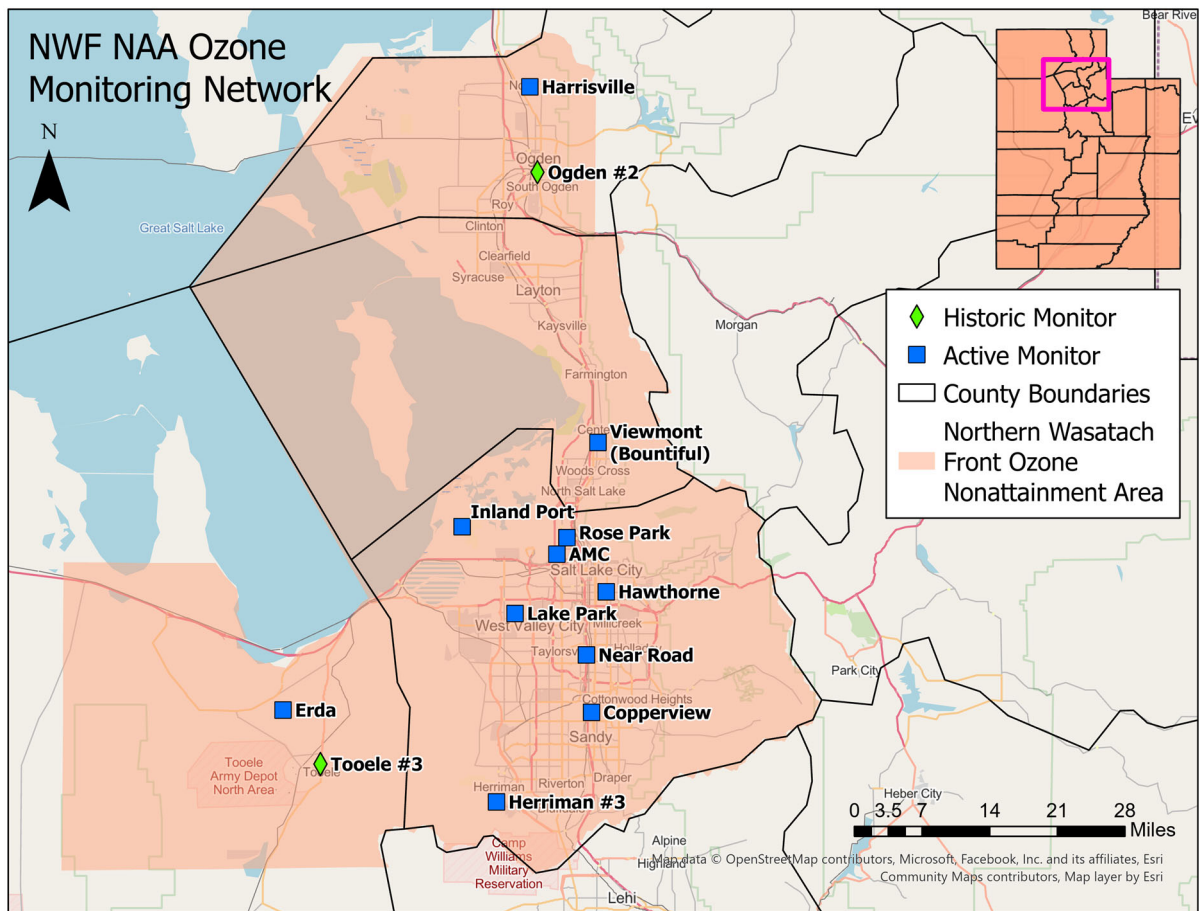 NWF NAA Ozone
Monitoring Network
N
Bear River
Harrisville
Ogden
Ogden #2
South Ogden
Roy
Great Salt Lake
Clinton
Clearfield
Syracuse
Layton
Kaysville
Morgan
Farmington
Historic Monitor
Active Monitor
County Boundaries
Northern Wasatach
Front Ozone
Nonattainment Area
Viewmont
(Bountiful)
Woods Cross
North Salt Lake
Inland Port
Rose Park
AMC
Salt Lake City
Hawthorne
Lake Park
West Valley City
Millcreek
Near Road
Park City
Cottonwood Heights
Erda
Copperview
Sandy
Tooele #3
Tooele
Army Depot
North Area
Riverton
Draper
Herriman
Herriman #3
Heber City
0 3.5 7 14 21 28
Miles
Alpine
Highland
Camp
Williams
Military
Reservation
Lehi
Map data © OpenStreetMap contributors, Microsoft, Facebook, Inc. and its affiliates, Esri
Community Maps contributors, Map layer by Esri